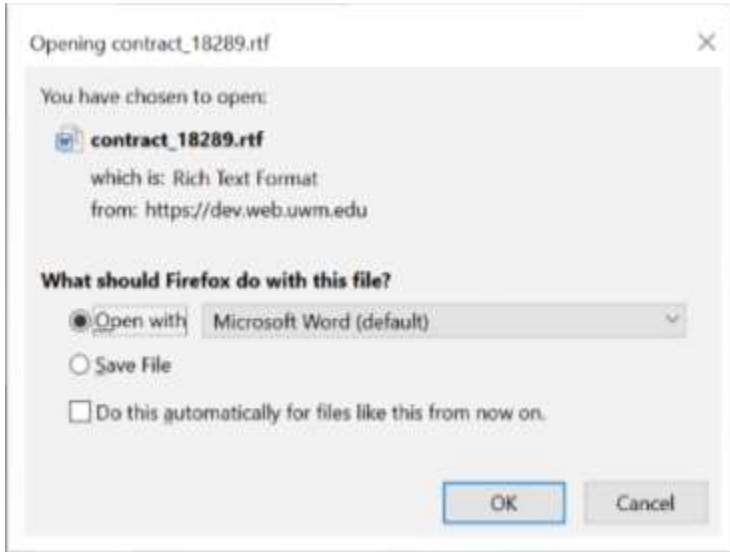 Opening contract_18289.rtf
You have chosen to open:
contract_18289.rtf
which is: Rich Text Format
from: https://dev.web.uwm.edu
What should Firefox do with this file?
Open with Microsoft Word (default)
Save File
Do this automatically for files like this from now on.
OK Cancel